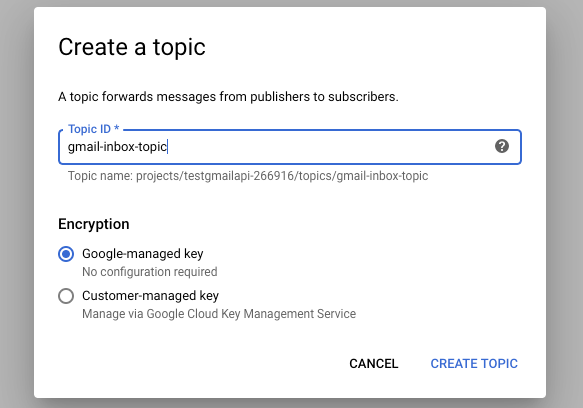 Create a topic
A topic forwards messages from publishers to subscribers.
Topic ID *
gmail-inbox-topic
Topic name: projects/testgmailapi-266916/topics/gmail-inbox-topic
Encryption
Google-managed key
No configuration required
Customer-managed key
Manage via Google Cloud Key Management Service
CANCEL CREATE TOPIC